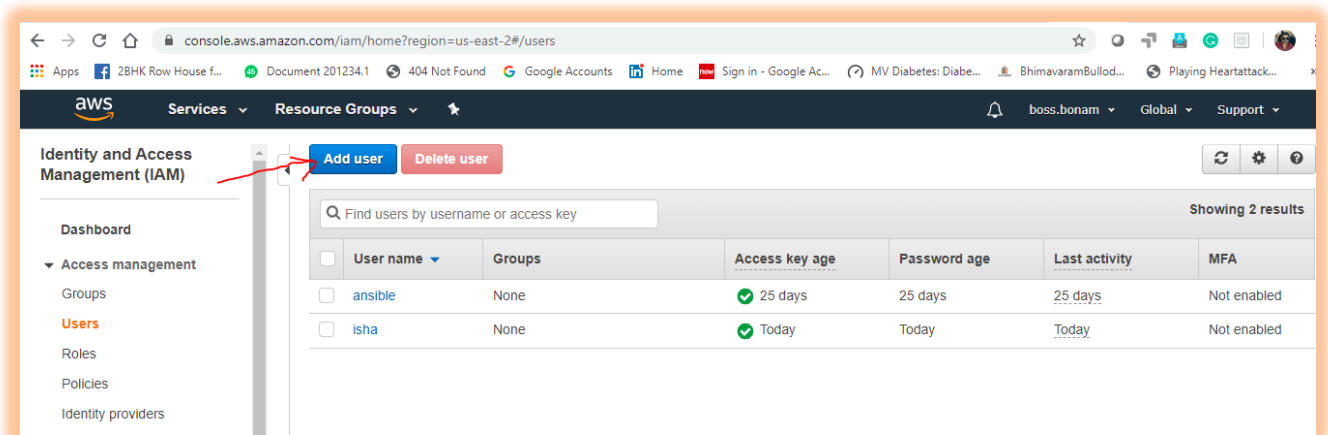 console.aws.amazon.com/iam/home?region=us-east-2#/users
Apps 2BHK Row House f... 46 Document 201234.1 404 Not Found G Google Accounts in Home now Sign in - Google Ac... MV Diabetes: Diabe... BhimavaramBullod... Playing Heartattack... »
aws Services Resource Groups boss.bonam Global Support
Identity and Access
Management (IAM)
Add user Delete user
Find users by username or access key Showing 2 results
Dashboard
User name Groups Access key age Password age Last activity MFA
Access management
Groups
ansible None 25 days 25 days 25 days Not enabled
Users
isha None Today Today Today Not enabled
Roles
Policies
Identity providers